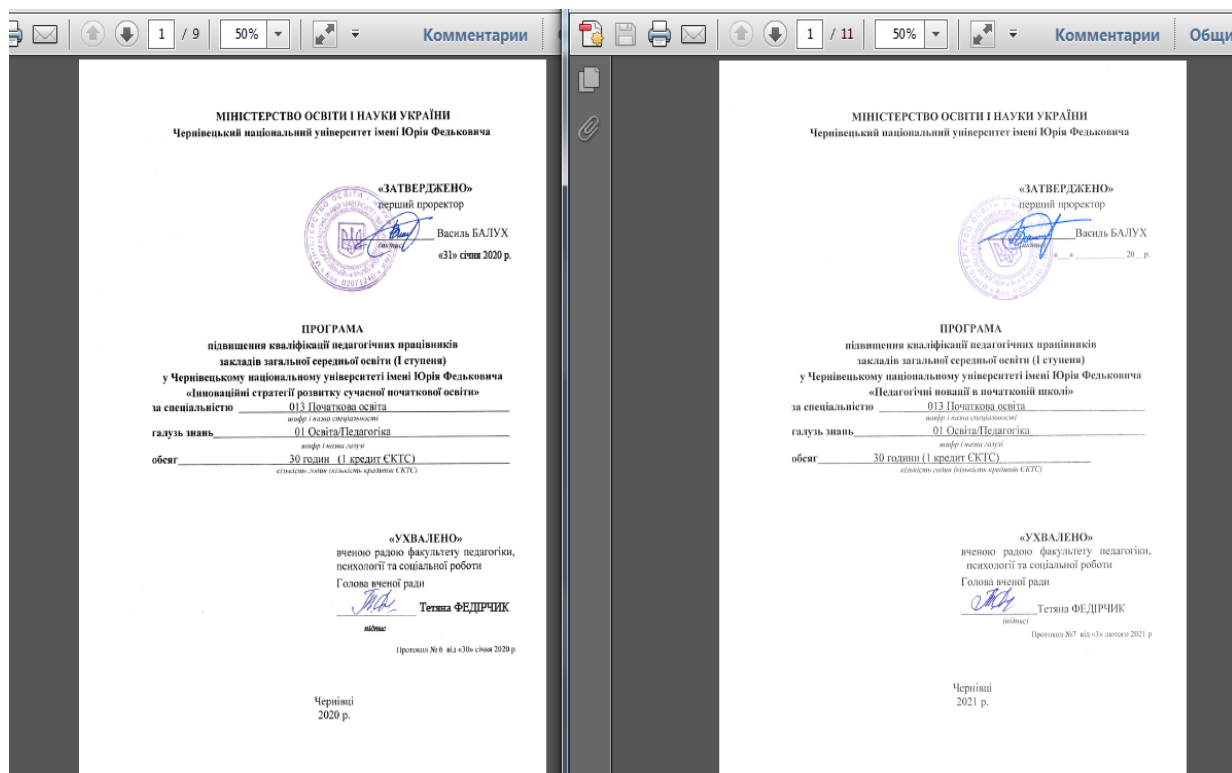 1 / 9
50%
Комментарии
МІНІСТЕРСТВО ОСВІТИ І НАУКИ УКРАЇНИ
Чернівецький національний університет імені Юрія Федьковича
«ЗАТВЕРДЖЕНО»
перший проректор
Василь БАЛУХ
(підпис)
«31» січня 2020 р.
ПРОГРАМА
підвищення кваліфікації педагогічних працівників
закладів загальної середньої освіти (І ступеня)
у Чернівецькому національному університеті імені Юрія Федьковича
«Інноваційні стратегії розвитку сучасної початкової освіти»
за спеціальністю 013 Початкова освіта
шифр і назва спеціальності
галузь знань 01 Освіта/Педагогіка
шифр і назва галузі
обсяг 30 годин (1 кредит ЄКТС)
кількість годин (кількість кредитів ЄКТС)
«УХВАЛЕНО»
вченою радою факультету педагогіки,
психології та соціальної роботи
Голова вченої ради
Тетяна ФЕДІРЧИК
підпис
Протокол № 6 від «30» січня 2020 р
Чернівці
2020 р.
1 / 11
50%
Комментарии
Общи
МІНІСТЕРСТВО ОСВІТИ І НАУКИ УКРАЇНИ
Чернівецький національний університет імені Юрія Федьковича
«ЗАТВЕРДЖЕНО»
перший проректор
Василь БАЛУХ
підпис
«__» ____________ 20__ р.
ПРОГРАМА
підвищення кваліфікації педагогічних працівників
закладів загальної середньої освіти (І ступеня)
у Чернівецькому національному університеті імені Юрія Федьковича
«Педагогічні новації в початковій школі»
за спеціальністю 013 Початкова освіта
шифр і назва спеціальності
галузь знань 01 Освіта/Педагогіка
шифр і назва галузі
обсяг 30 години (1 кредит ЄКТС)
кількість годин (кількість кредитів ЄКТС)
«УХВАЛЕНО»
вченою радою факультету педагогіки,
психології та соціальної роботи
Голова вченої ради
Тетяна ФЕДІРЧИК
(підпис)
Протокол №7 від «3» лютого 2021 р
Чернівці
2021 р.